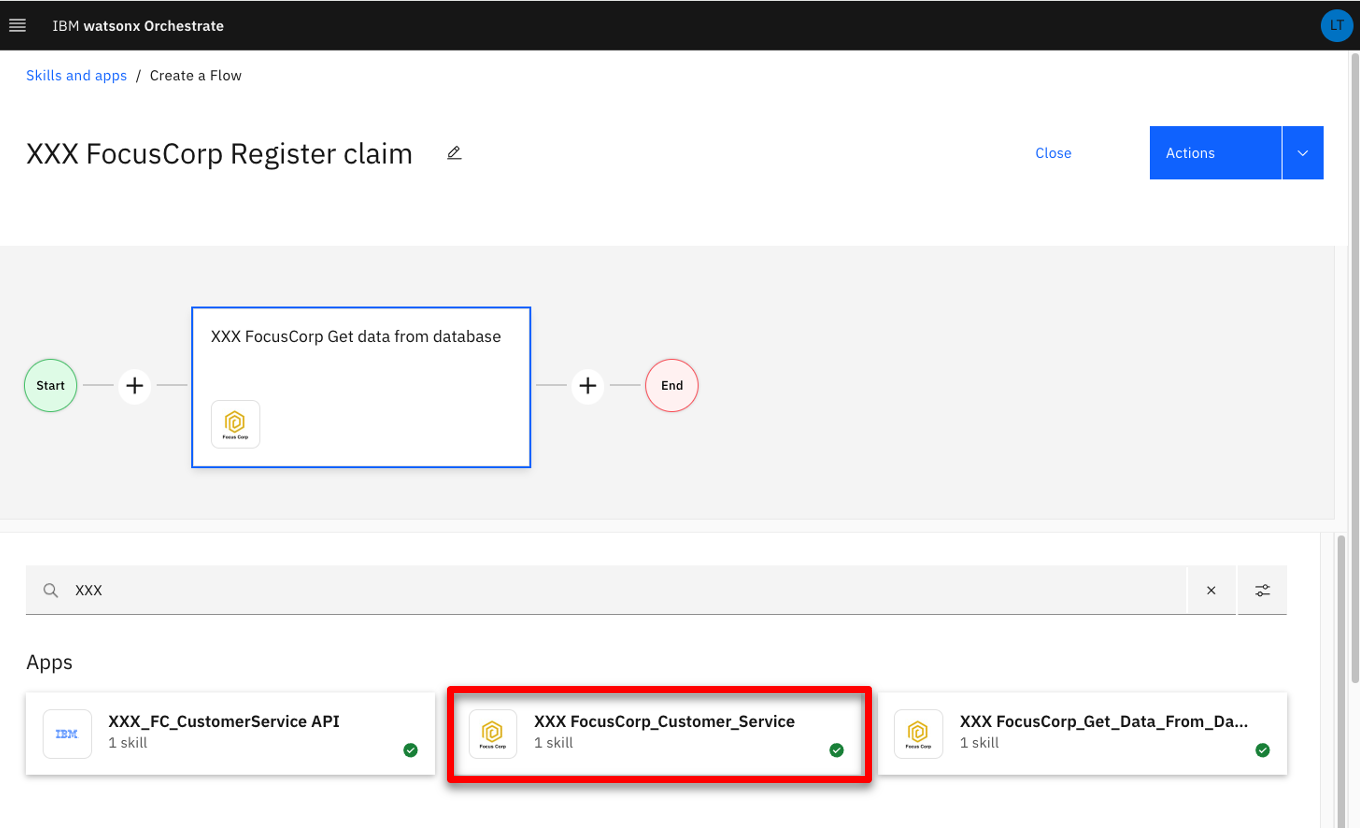 IBM watsonx Orchestrate
LT
Skills and apps / Create a Flow
XXX FocusCorp Register claim
Close
Actions
XXX FocusCorp Get data from database
Start
End
Focus Corp
XXX
Apps
IBM
XXX_FC_CustomerService API
1 skill
Focus Corp
XXX FocusCorp_Customer_Service
1 skill
Focus Corp
XXX FocusCorp_Get_Data_From_Da...
1 skill